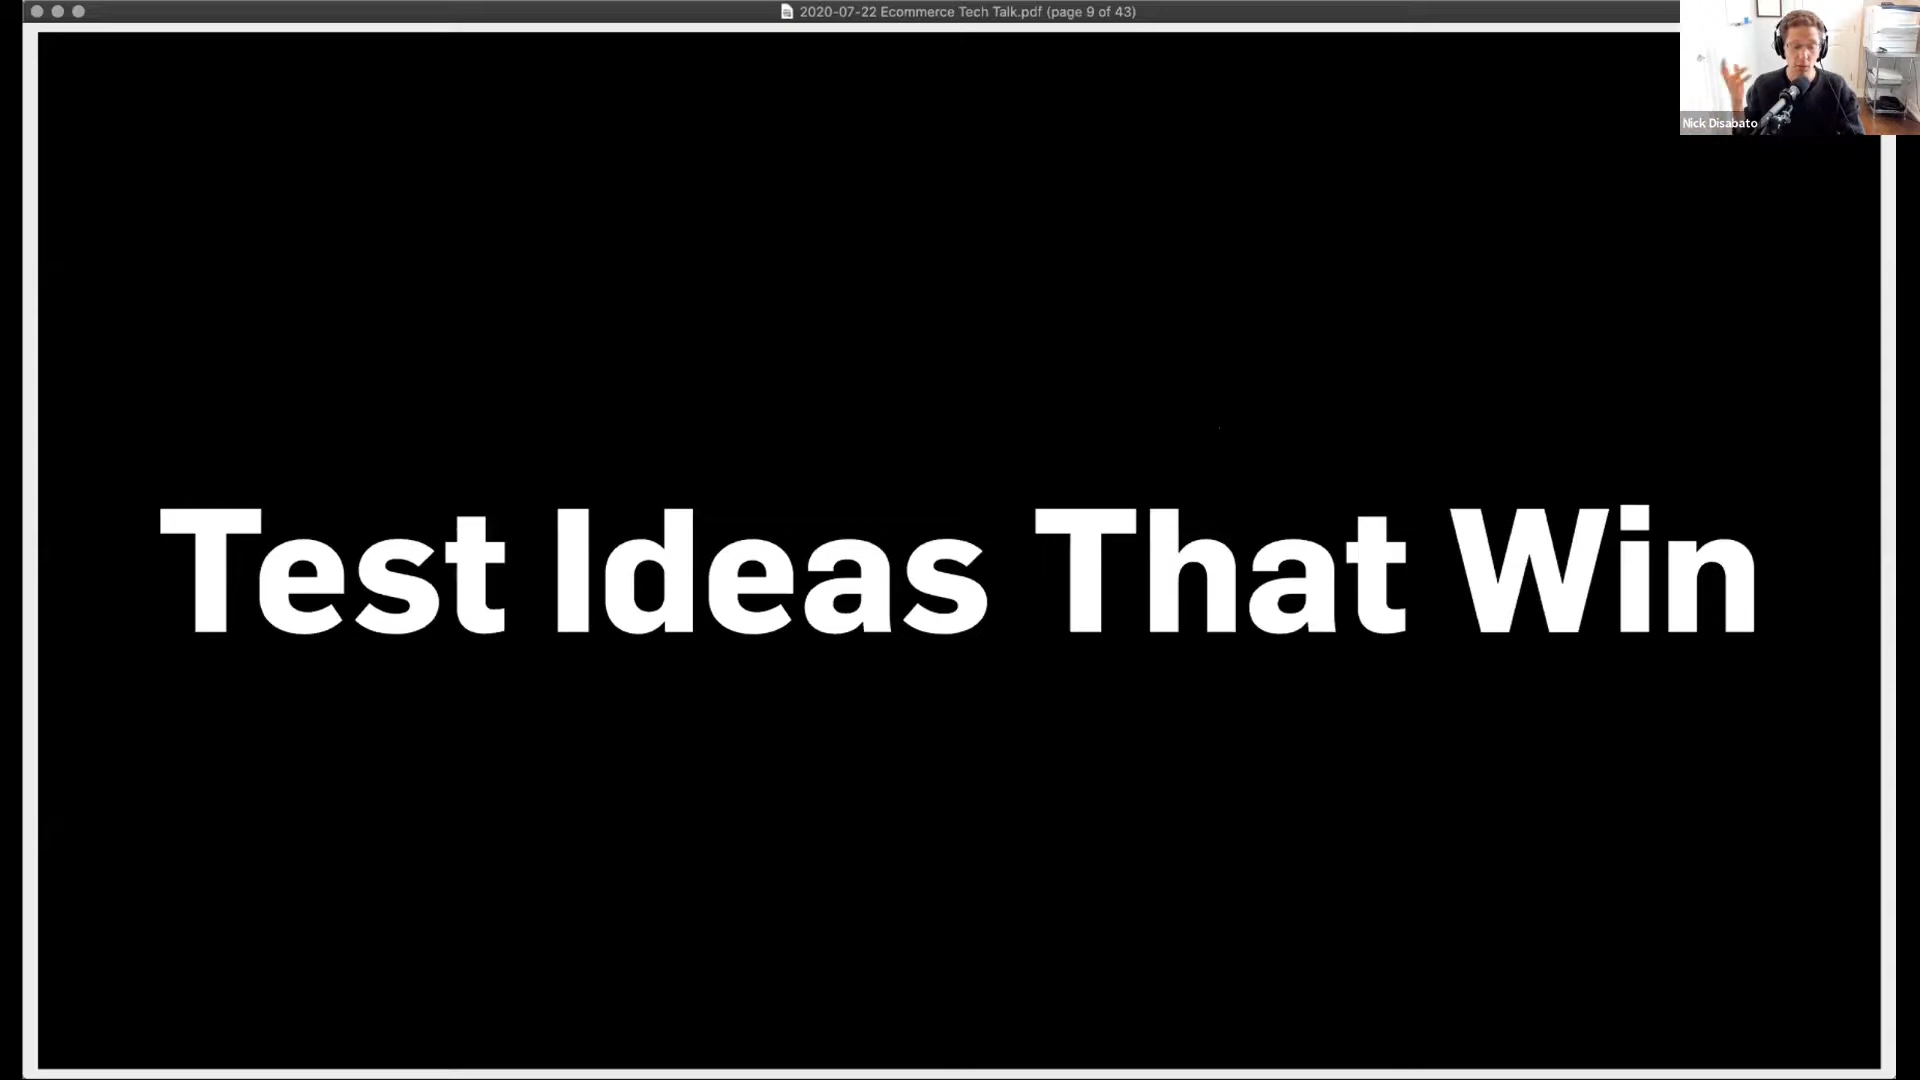 2020-07-22 Ecommerce Tech Talk.pdf (page 9 of 43)
Nick Disabato
Test Ideas That Win